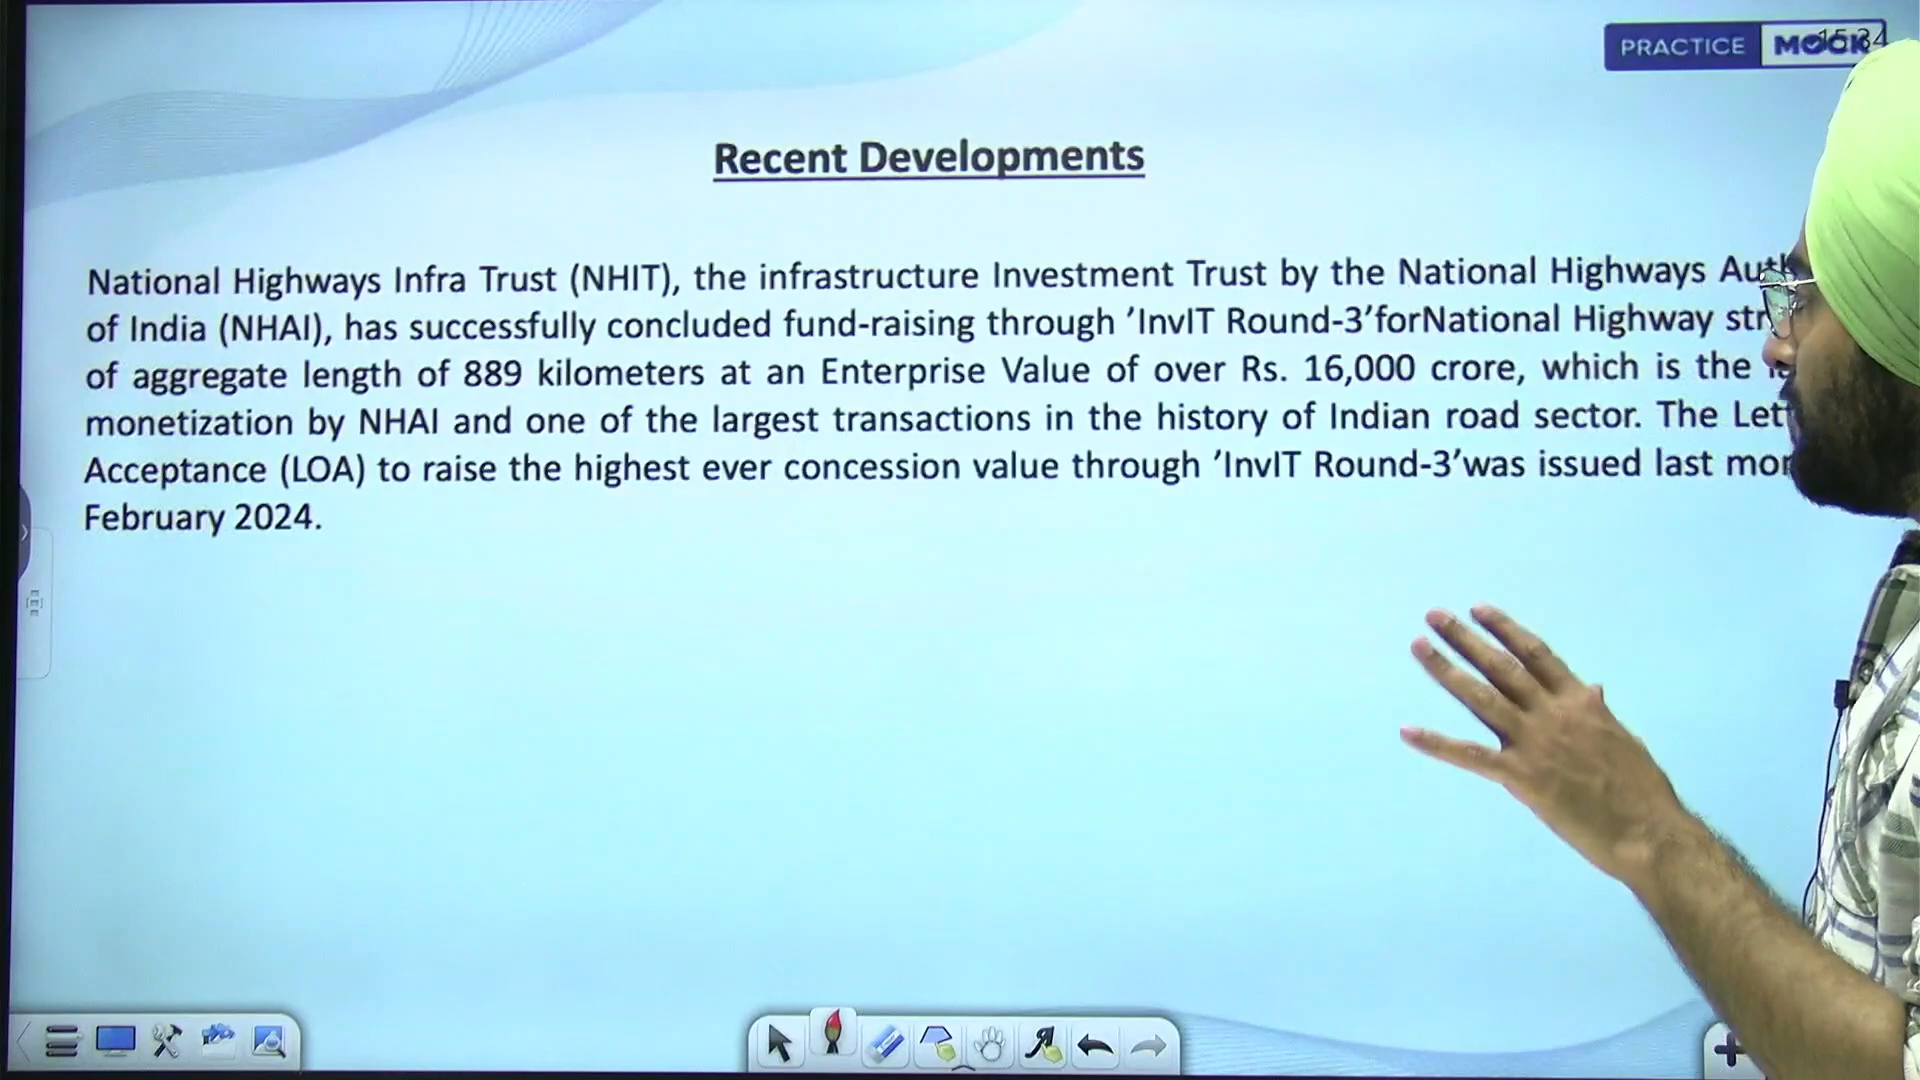 PRACTICE
15:34
Recent Developments
National Highways Infra Trust (NHIT), the infrastructure Investment Trust by the National Highways
of India (NHAI), has successfully concluded fund-raising through ’InvIT Round-3’forNational Highway
of aggregate length of 889 kilometers at an Enterprise Value of over Rs. 16,000 crore, which is the
monetization by NHAI and one of the largest transactions in the history of Indian road sector. The
Acceptance (LOA) to raise the highest ever concession value through ’InvIT Round-3’was issued last
February 2024.